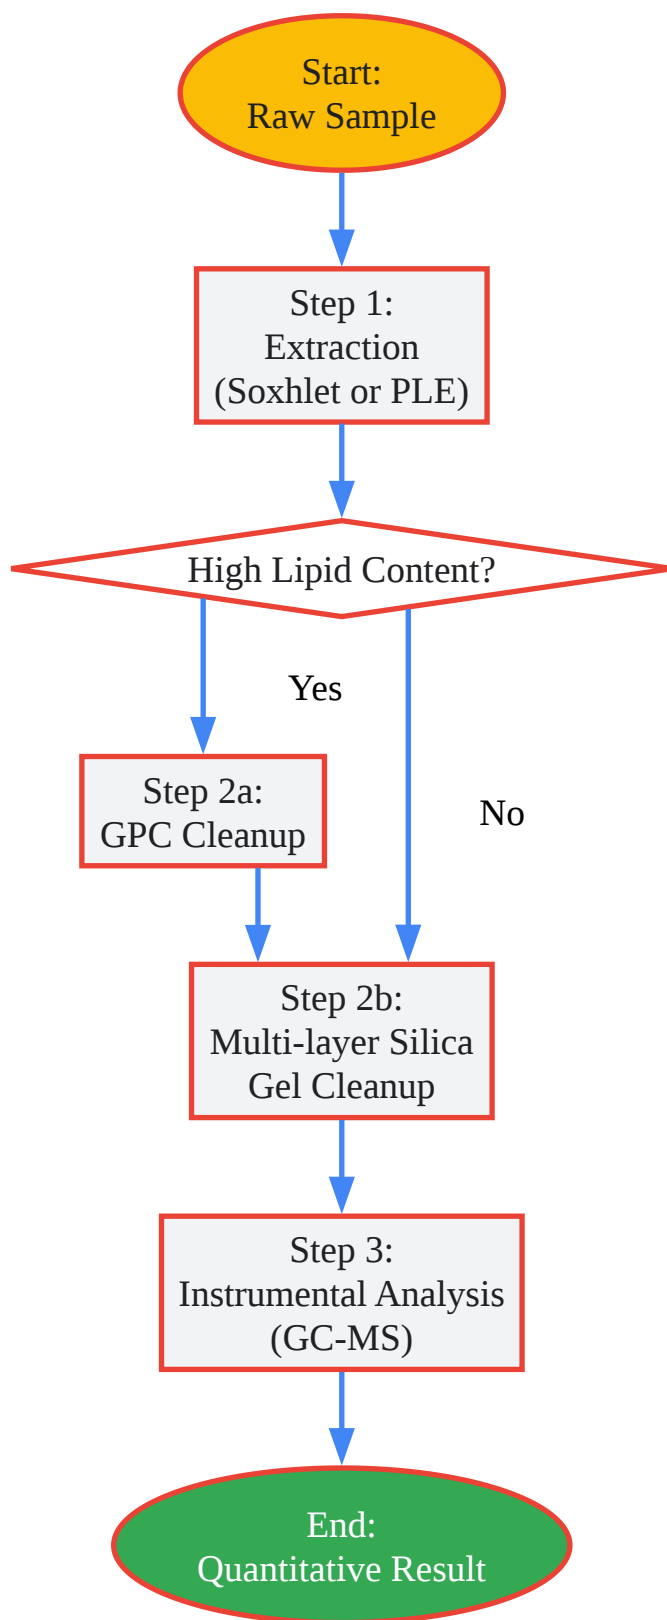 Start:
Raw Sample
Step 1:
Extraction
(Soxhlet or PLE)
High Lipid Content?
Yes
Step 2a:
GPC Cleanup
No
Step 2b:
Multi-layer Silica
Gel Cleanup
Step 3:
Instrumental Analysis
(GC-MS)
End:
Quantitative Result